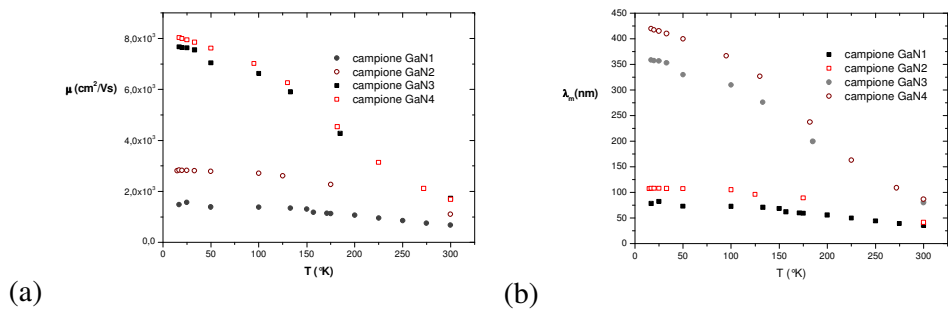 8,0x10³
6,0x10³
4,0x10³
2,0x10³
0,0
μ (cm²/Vs)
campione GaN1
campione GaN2
campione GaN3
campione GaN4
0 50 100 150 200 250 300
T (°K)
(a)
450
400
350
300
250
200
150
100
50
0
λm(nm)
campione GaN1
campione GaN2
campione GaN3
campione GaN4
0 50 100 150 200 250 300
T (°K)
(b)